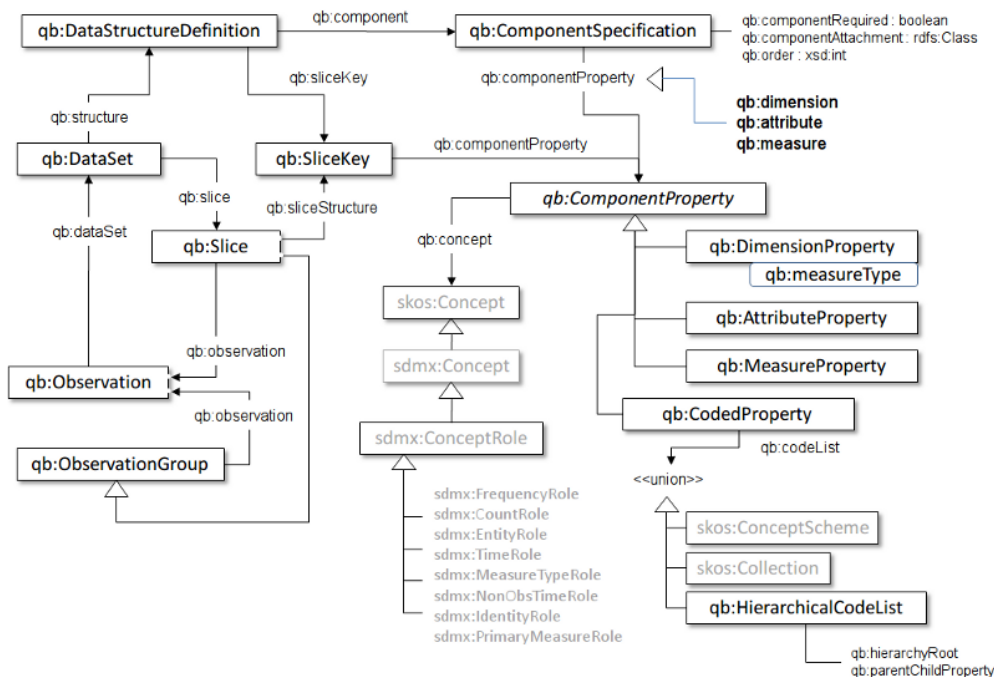 qb:DataStructureDefinition
qb:component
qb:ComponentSpecification
qb:componentRequired : boolean
qb:componentAttachment : rdfs:Class
qb:order : xsd:int
qb:sliceKey
qb:componentProperty
qb:dimension
qb:attribute
qb:measure
qb:structure
qb:DataSet
qb:SliceKey
qb:componentProperty
qb:slice
qb:sliceStructure
qb:ComponentProperty
qb:dataSet
qb:Slice
qb:concept
qb:DimensionProperty
qb:measureType
skos:Concept
qb:AttributeProperty
qb:observation
sdmx:Concept
qb:MeasureProperty
qb:Observation
qb:observation
qb:CodedProperty
sdmx:ConceptRole
qb:codeList
qb:ObservationGroup
<<union>>
sdmx:FrequencyRole
sdmx:CountRole
sdmx:EntityRole
sdmx:TimeRole
sdmx:MeasureTypeRole
sdmx:NonObsTimeRole
sdmx:IdentityRole
sdmx:PrimaryMeasureRole
skos:ConceptScheme
skos:Collection
qb:HierarchicalCodeList
qb:hierarchyRoot
qb:parentChildProperty